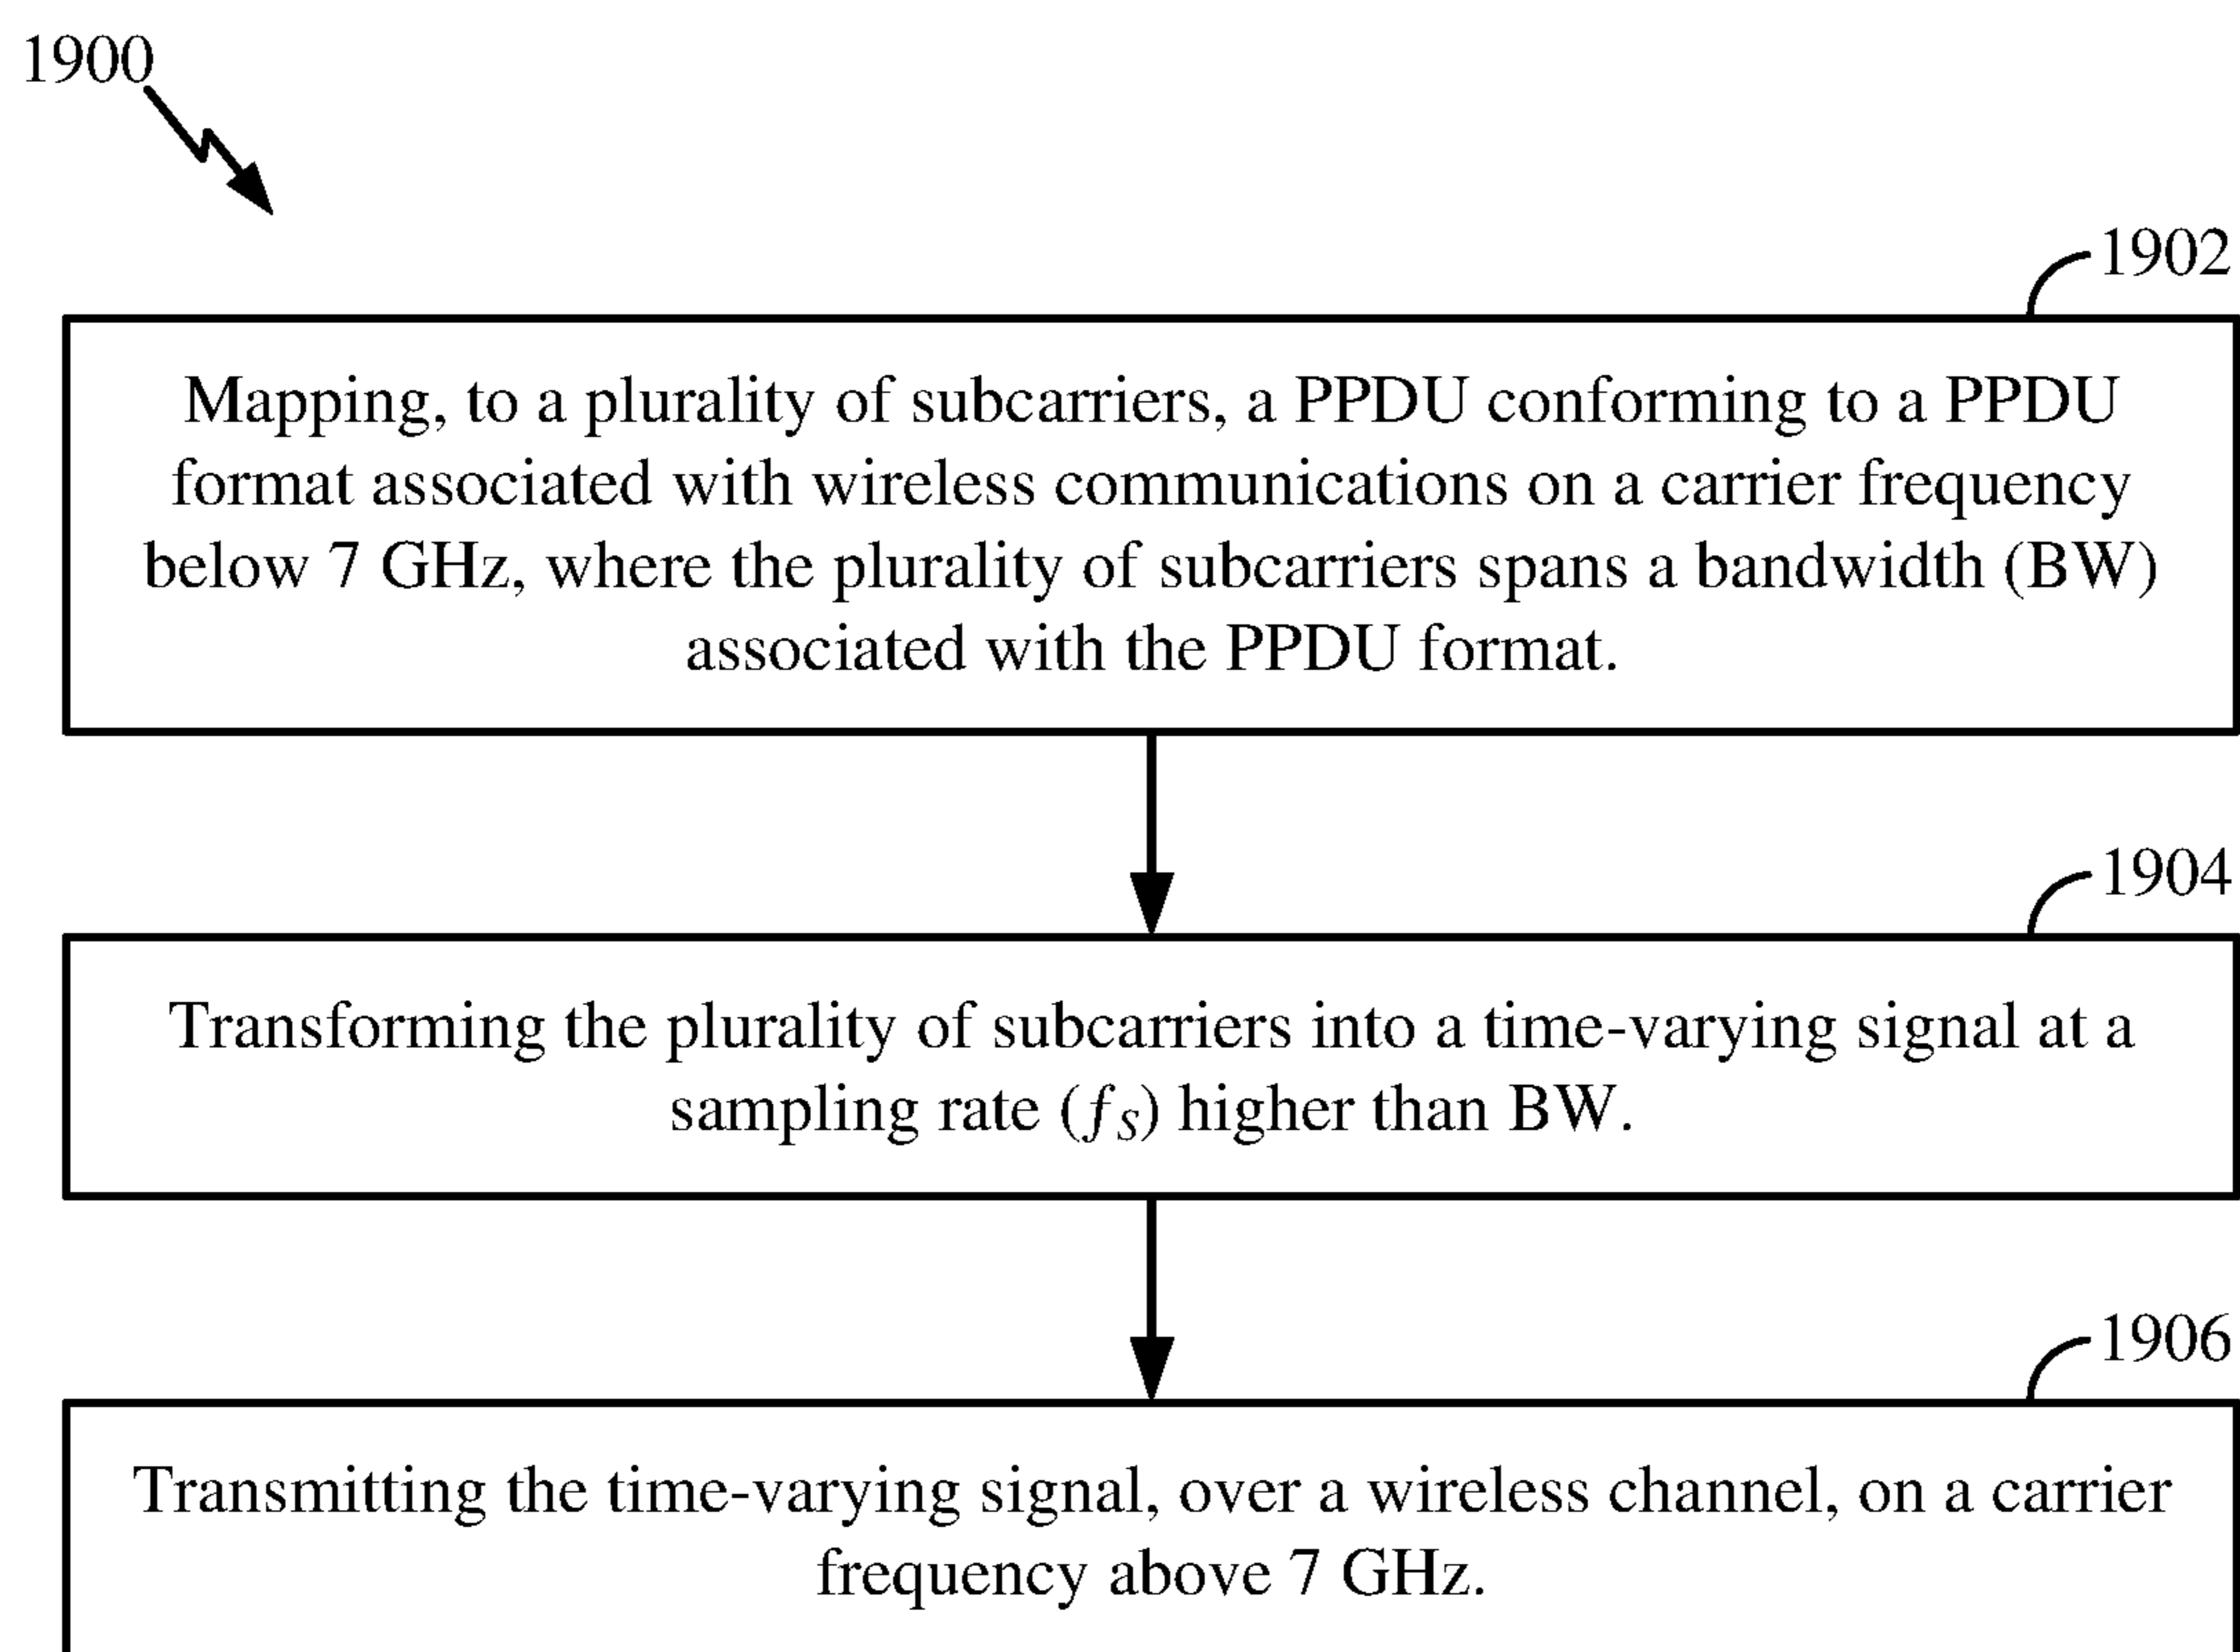 1900
1902
Mapping, to a plurality of subcarriers, a PPDU conforming to a PPDU
format associated with wireless communications on a carrier frequency
below 7 GHz, where the plurality of subcarriers spans a bandwidth (BW)
associated with the PPDU format.
1904
Transforming the plurality of subcarriers into a time-varying signal at a
sampling rate (fS) higher than BW.
1906
Transmitting the time-varying signal, over a wireless channel, on a carrier
frequency above 7 GHz.